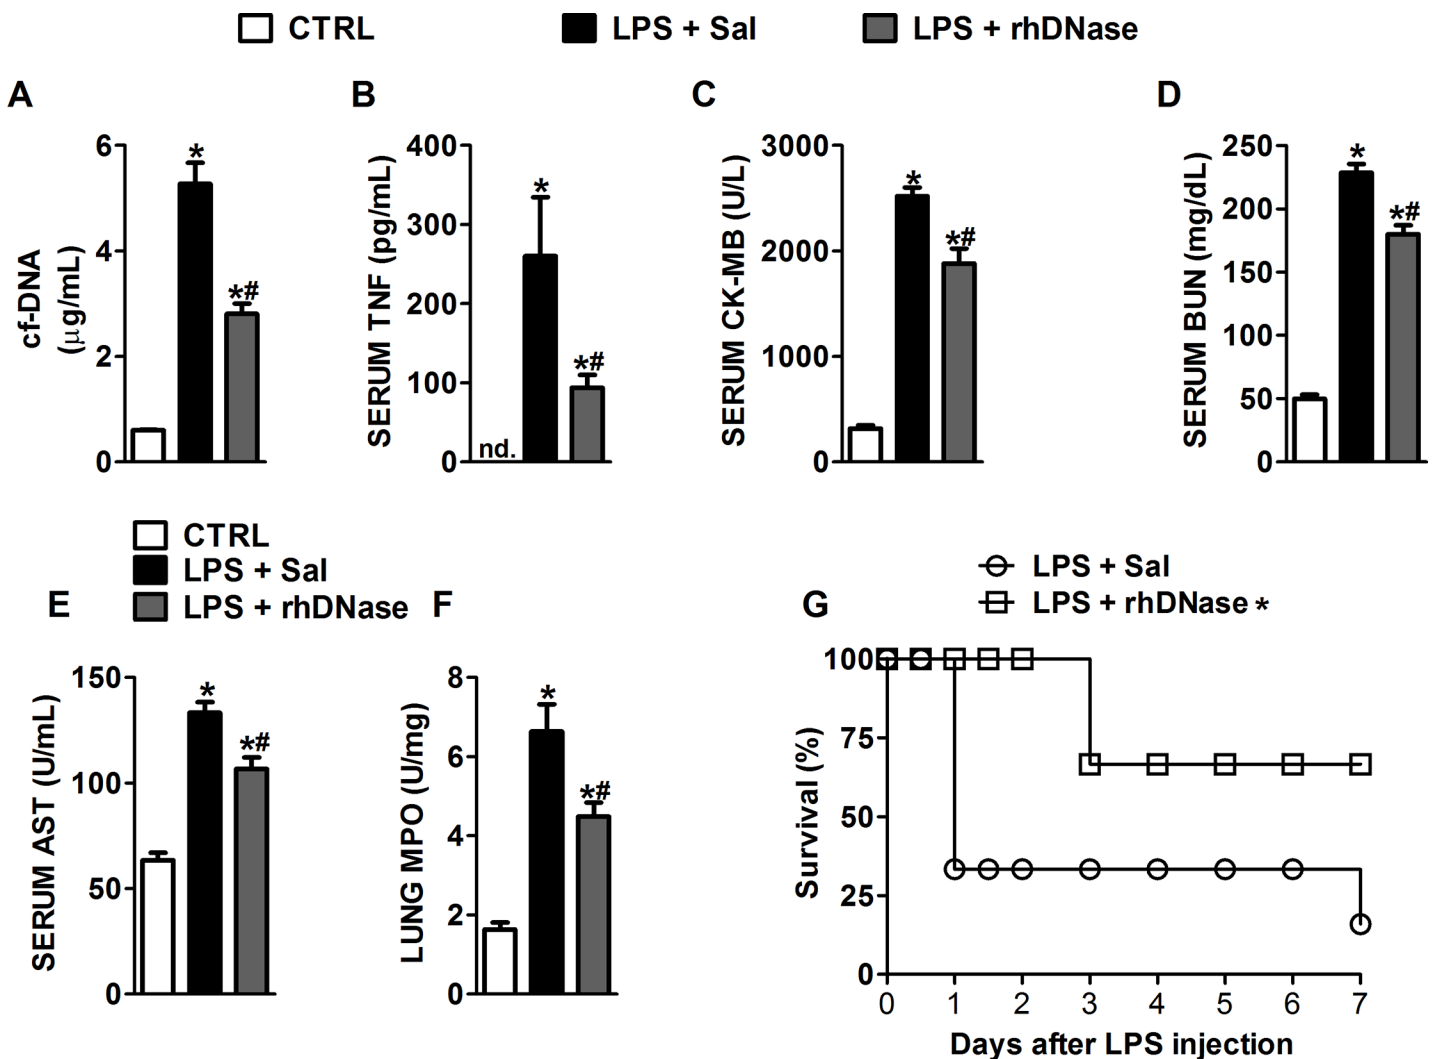 CTRL LPS + Sal LPS + rhDNase
A B C D
6 4 2 0
cf-DNA
(μg/mL)
* *#
400 300 200 100 0
SERUM TNF (pg/mL)
nd. * *#
3000 2000 1000 0
SERUM CK-MB (U/L)
* *#
250 200 150 100 50 0
SERUM BUN (mg/dL)
* *#
CTRL
LPS + Sal
LPS + rhDNase
E F G
150 100 50 0
SERUM AST (U/mL)
* *#
8 6 4 2 0
LUNG MPO (U/mg)
* *#
LPS + Sal
LPS + rhDNase *
100 75 50 25 0
Survival (%)
0 1 2 3 4 5 6 7
Days after LPS injection